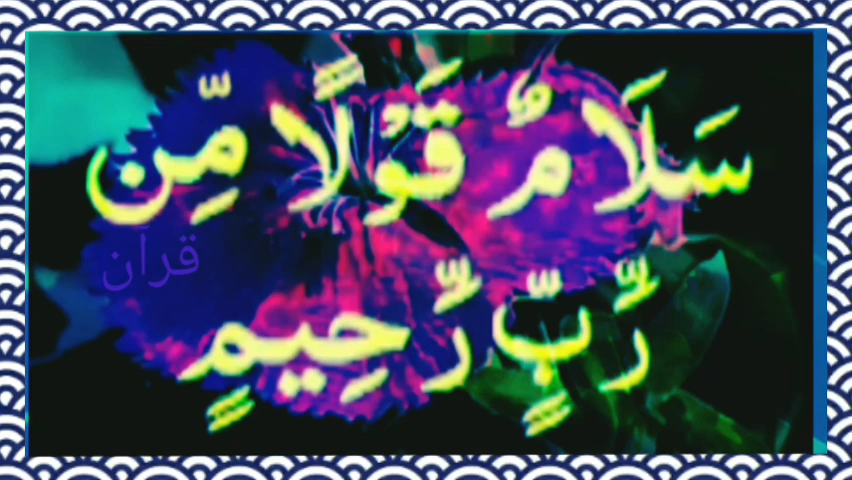 سَلَامٌ قَوْلًا مِّن
قرآن
رَّبٍّ رَّحِيمٍ